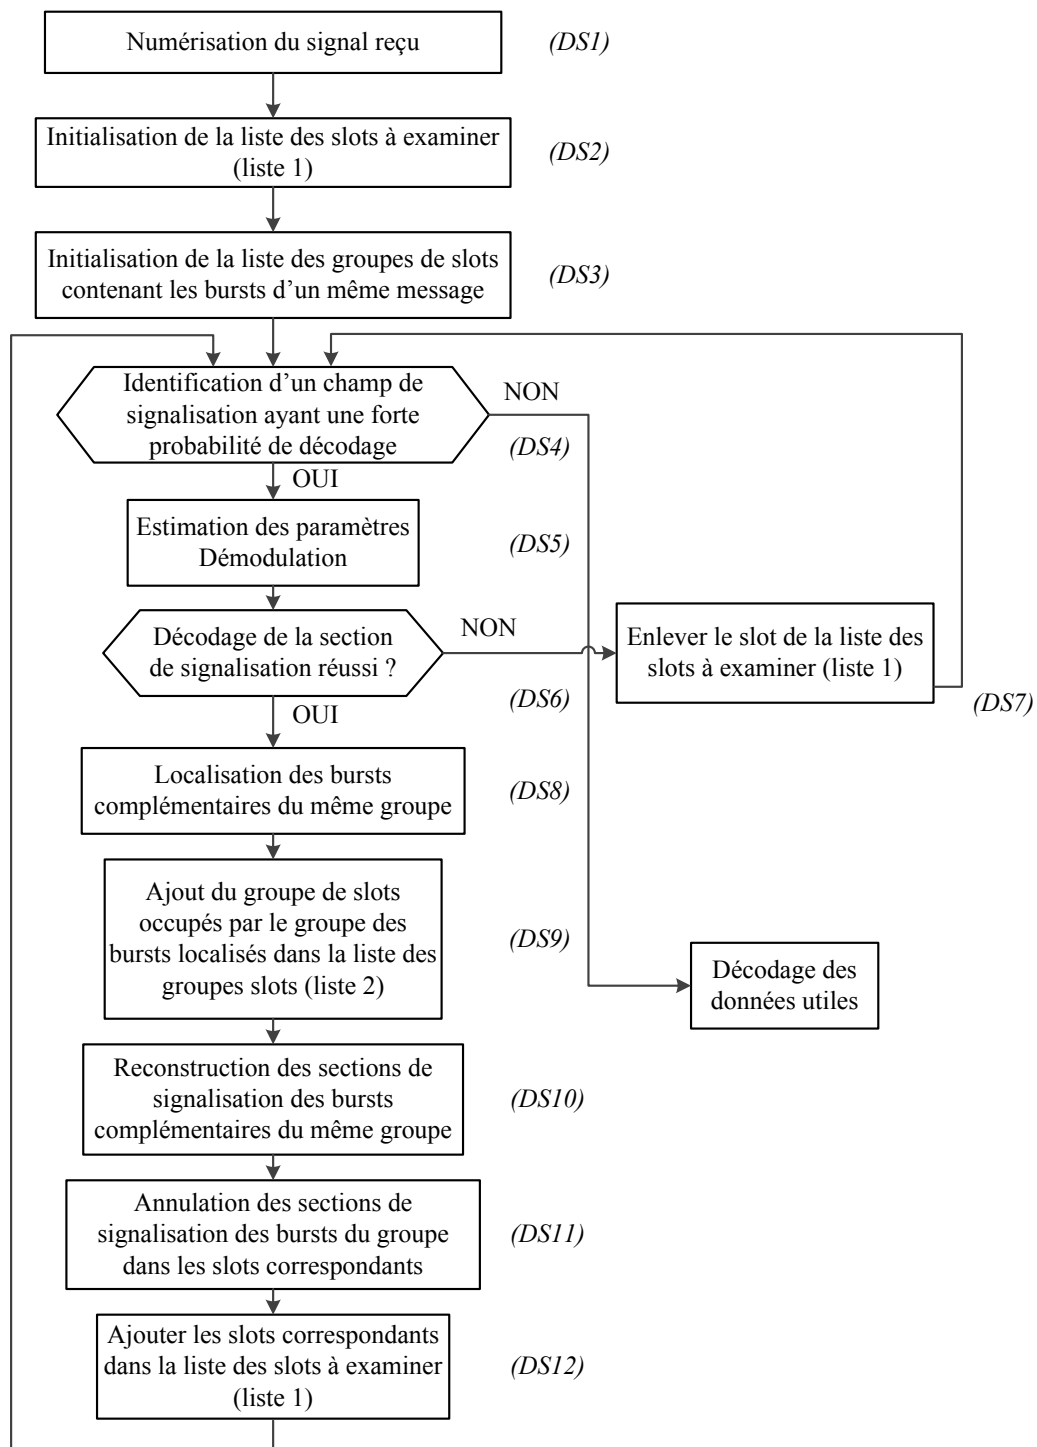 Numérisation du signal reçu
(DS1)
Initialisation de la liste des slots à examiner
(liste 1)
(DS2)
Initialisation de la liste des groupes de slots
contenant les bursts d'un même message
(DS3)
Identification d'un champ de
signalisation ayant une forte
probabilité de décodage
NON
(DS4)
OUI
Estimation des paramètres
Démodulation
(DS5)
Décodage de la section
de signalisation réussi ?
NON
(DS6)
Enlever le slot de la liste des
slots à examiner (liste 1)
(DS7)
OUI
Localisation des bursts
complémentaires du même groupe
(DS8)
Ajout du groupe de slots
occupés par le groupe des
bursts localisés dans la liste des
groupes slots (liste 2)
(DS9)
Décodage des
données utiles
Reconstruction des sections de
signalisation des bursts
complémentaires du même groupe
(DS10)
Annulation des sections de
signalisation des bursts du groupe
dans les slots correspondants
(DS11)
Ajouter les slots correspondants
dans la liste des slots à examiner
(liste 1)
(DS12)